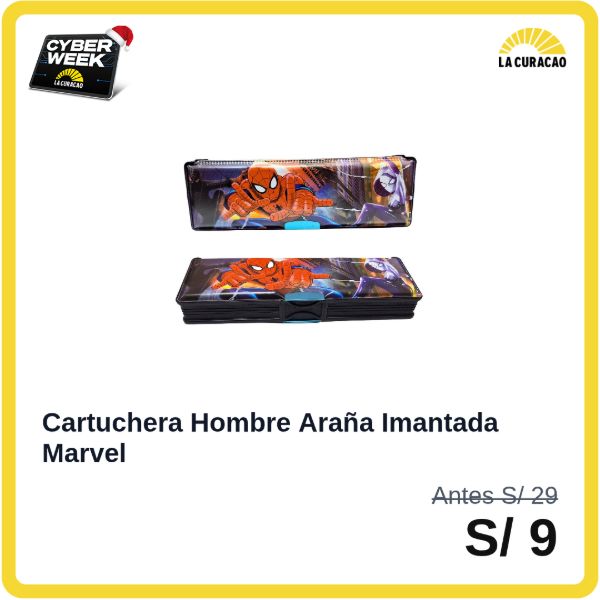 CYBER
WEEK
LA CURACAO
LA CURACAO
Cartuchera Hombre Araña Imantada
Marvel
Antes S/ 29
S/ 9